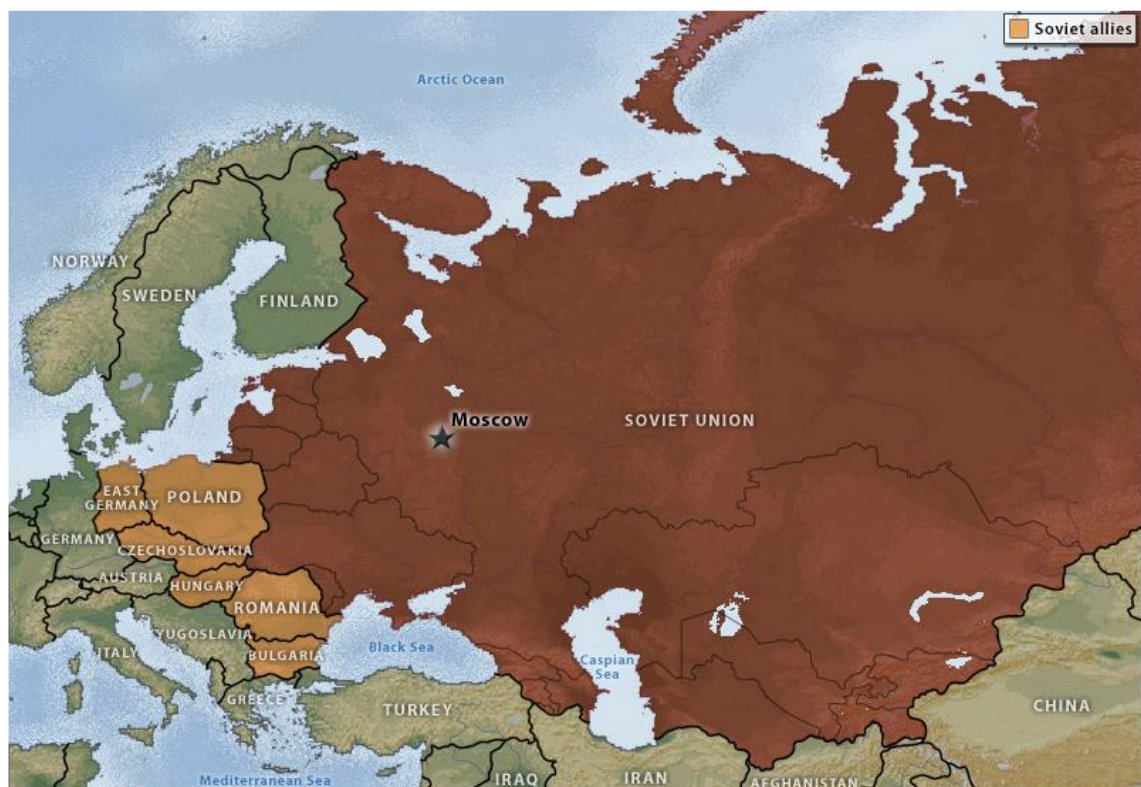 Soviet allies
Arctic Ocean
NORWAY
SWEDEN
FINLAND
Moscow
SOVIET UNION
EAST
GERMANY
POLAND
GERMANY
CZECHOSLOVAKIA
AUSTRIA
HUNGARY
ROMANIA
YUGOSLAVIA
ITALY
BULGARIA
Black Sea
Caspian
Sea
GREECE
TURKEY
CHINA
Mediterranean Sea
IRAQ
IRAN
AFGHANISTAN